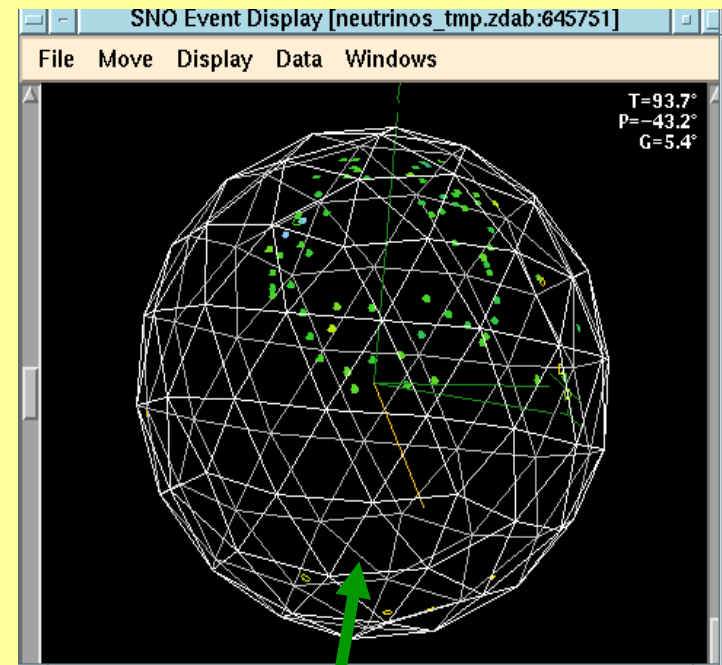 SNO Event Display [neutrinos_tmp.zdab:645751]
File Move Display Data Windows
T=93.7°
P=-43.2°
G=5.4°